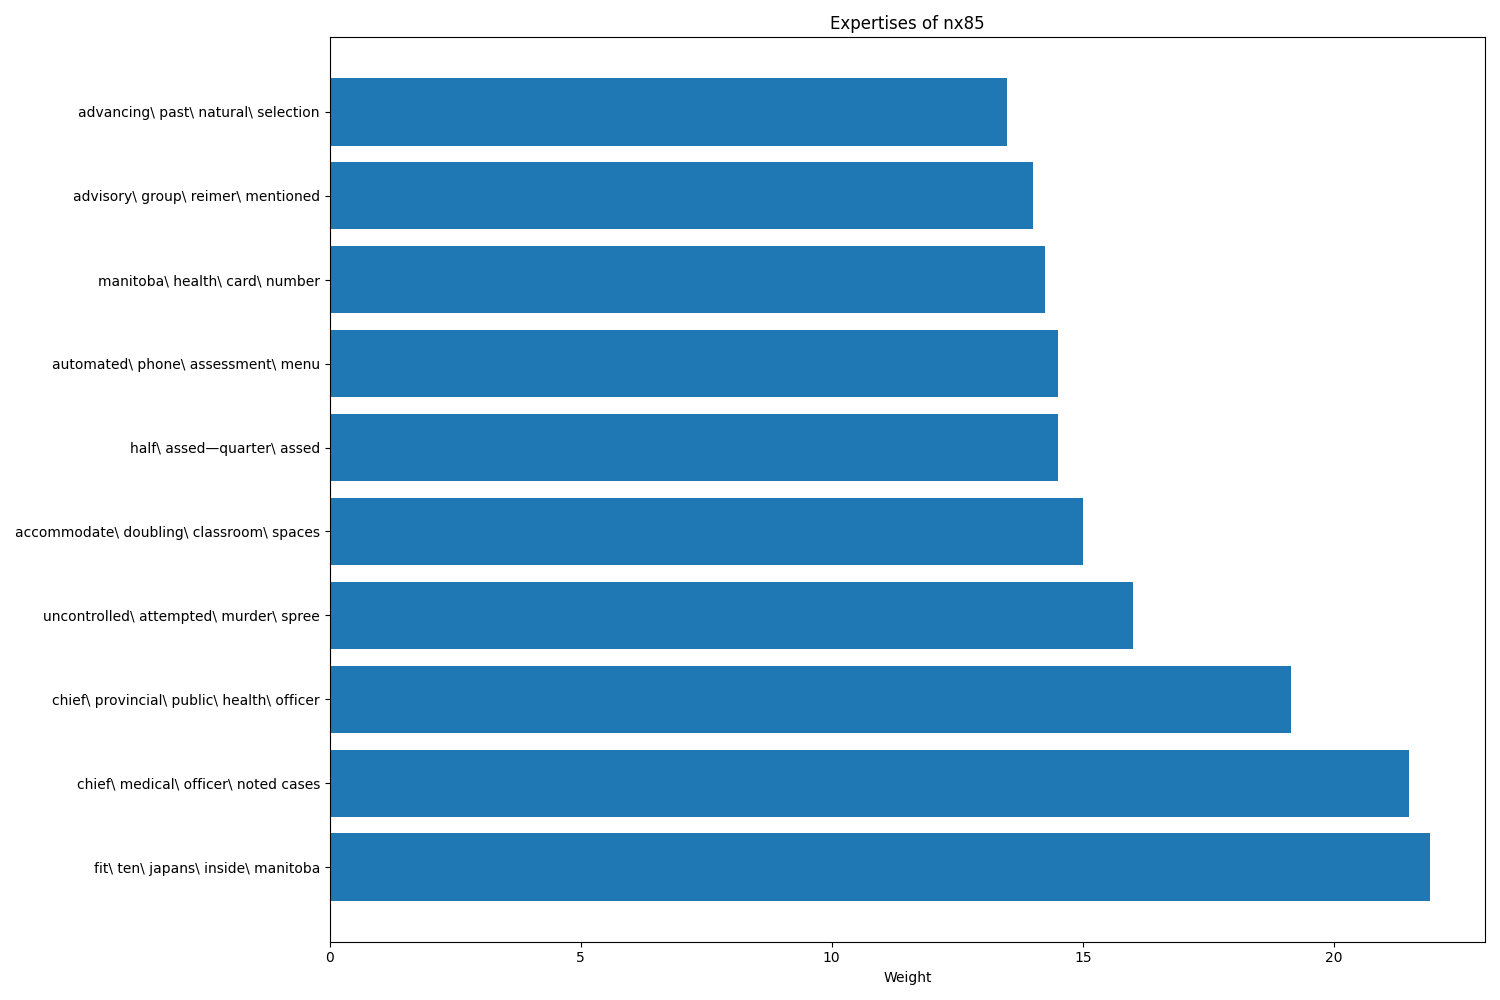 Expertises of nx85
advancing\ past\ natural\ selection
advisory\ group\ reimer\ mentioned
manitoba\ health\ card\ number
automated\ phone\ assessment\ menu
half\ assed—quarter\ assed
accommodate\ doubling\ classroom\ spaces
uncontrolled\ attempted\ murder\ spree
chief\ provincial\ public\ health\ officer
chief\ medical\ officer\ noted cases
fit\ ten\ japans\ inside\ manitoba
0 5 10 15 20
Weight